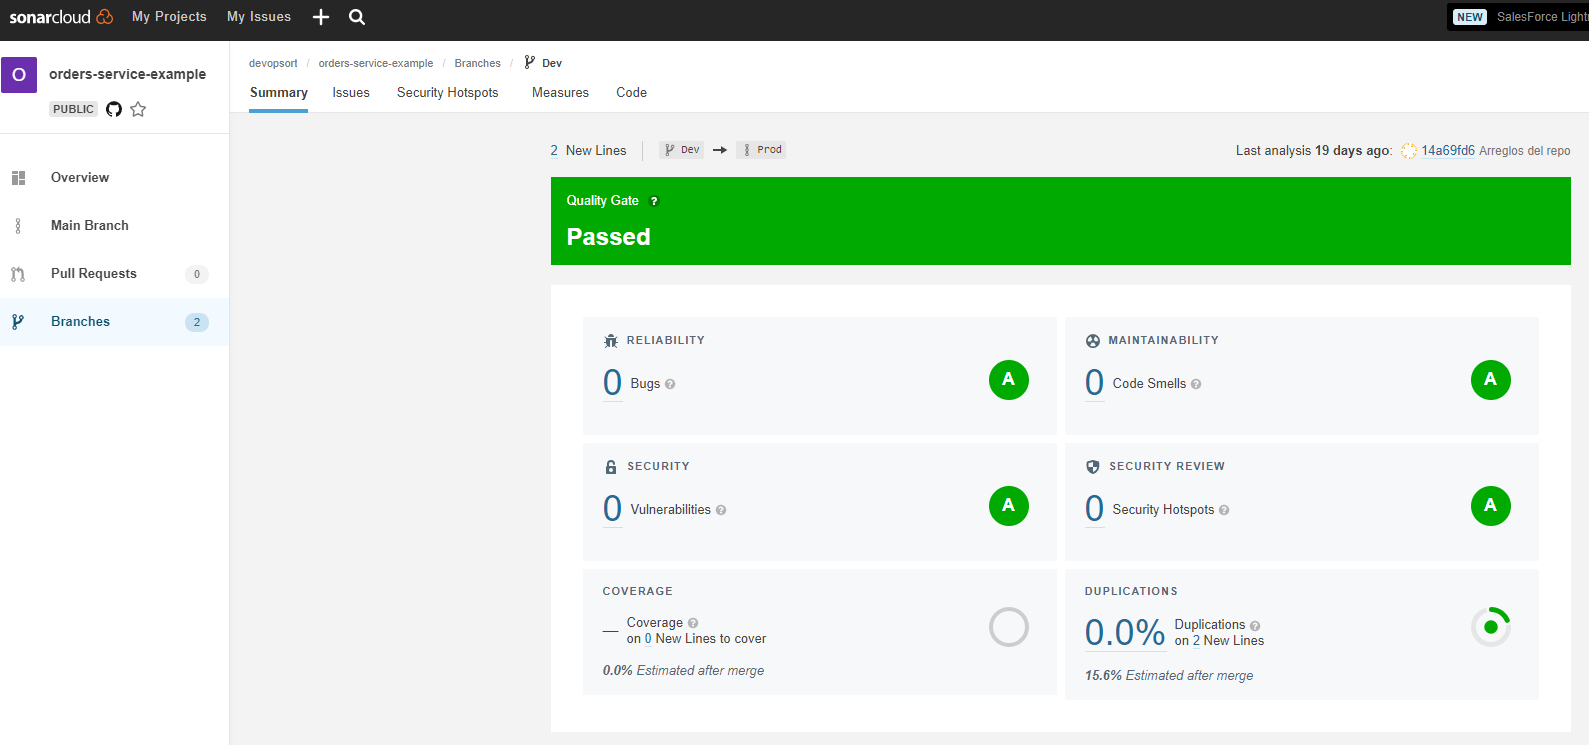 sonarcloud My Projects My Issues NEW SalesForce Light
O orders-service-example
PUBLIC
Overview
Main Branch
Pull Requests 0
Branches 2
devopsort / orders-service-example / Branches / Dev
Summary Issues Security Hotspots Measures Code
2 New Lines Dev Prod Last analysis 19 days ago: 14a69fd6 Arreglos del repo
Quality Gate ?
Passed
RELIABILITY
0 Bugs ? A
MAINTAINABILITY
0 Code Smells ? A
SECURITY
0 Vulnerabilities ? A
SECURITY REVIEW
0 Security Hotspots ? A
COVERAGE
— Coverage ?
on 0 New Lines to cover
0.0% Estimated after merge
DUPLICATIONS
0.0% Duplications ?
on 2 New Lines
15.6% Estimated after merge